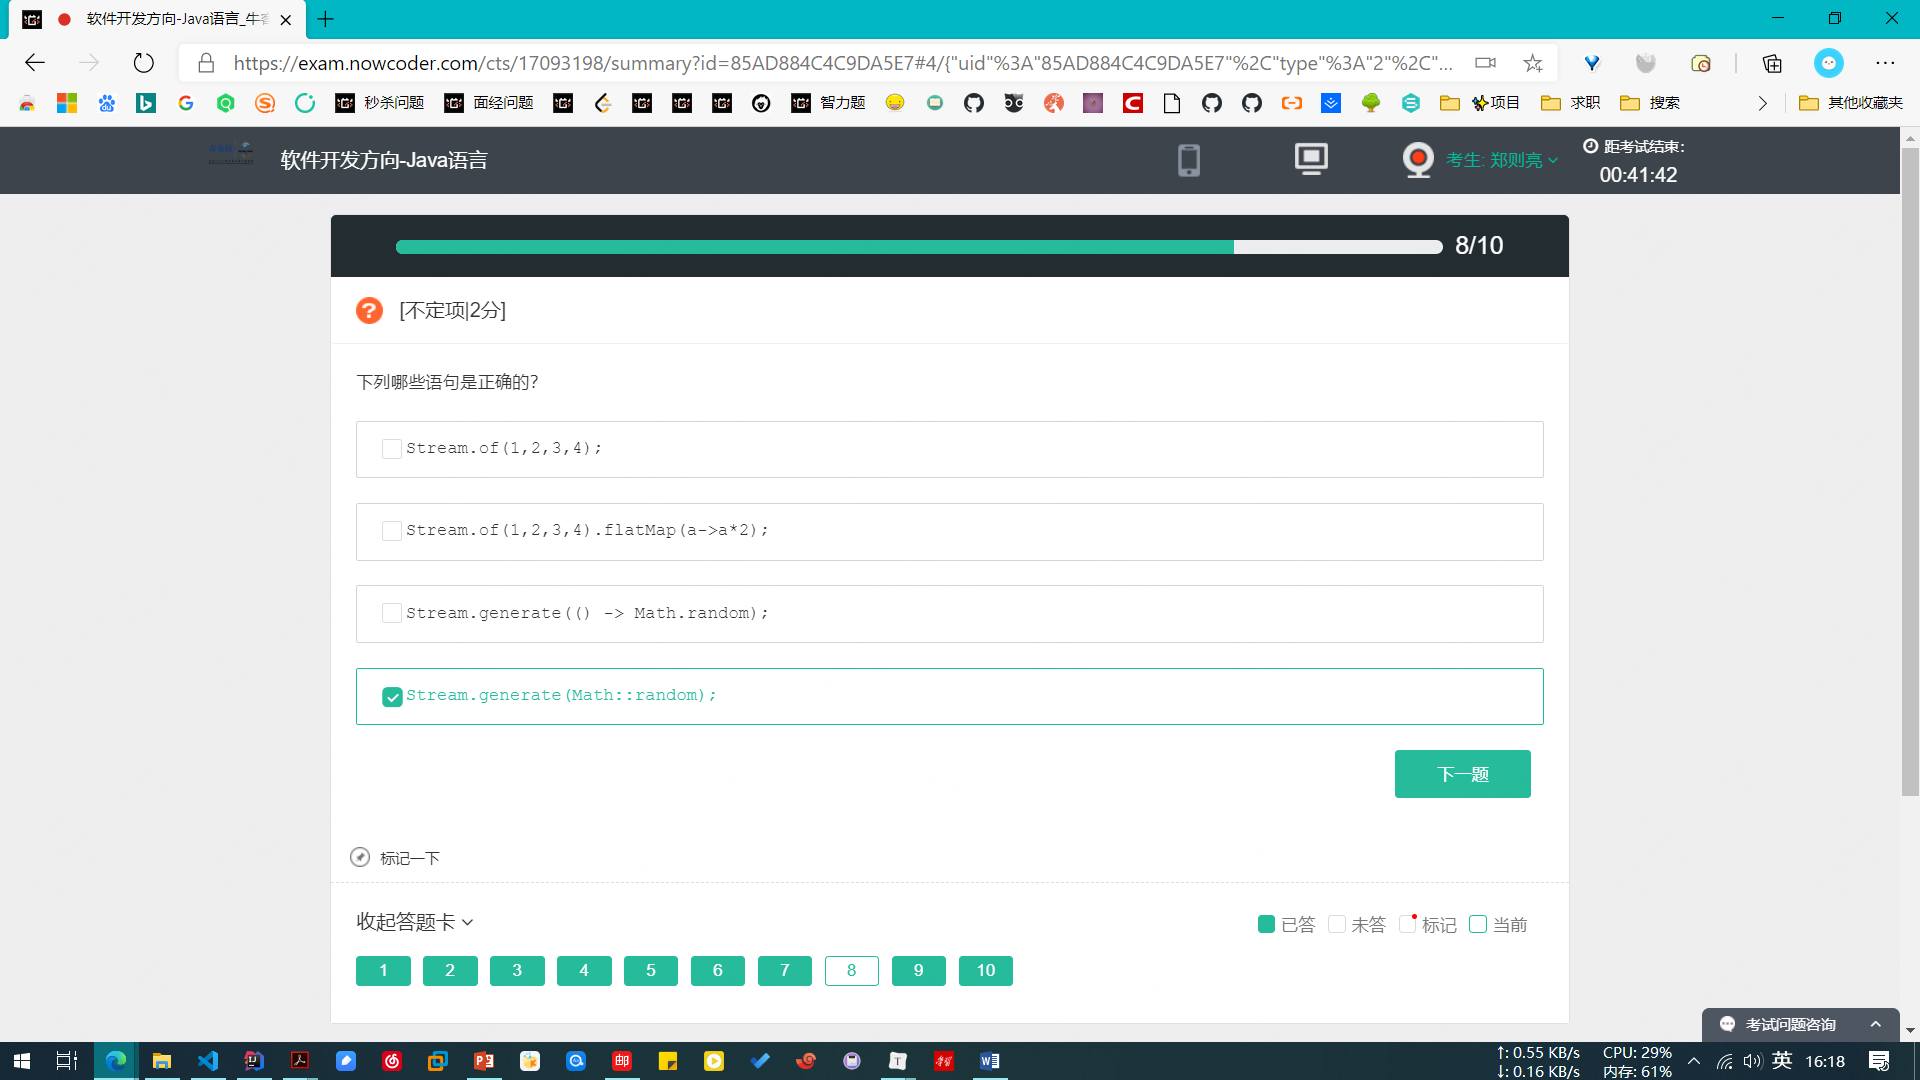 软件开发方向-Java语言_牛客
https://exam.nowcoder.com/cts/17093198/summary?id=85AD884C4C9DA5E7#4/{"uid"%3A"85AD884C4C9DA5E7"%2C"type"%3A"2"%2C"...
秒杀问题
面经问题
智力题
项目
求职
搜索
其他收藏夹
软件开发方向-Java语言
考生: 郑则亮
距考试结束:
00:41:42
8/10
[不定项|2分]
下列哪些语句是正确的?
Stream.of(1,2,3,4);
Stream.of(1,2,3,4).flatMap(a->a*2);
Stream.generate(() -> Math.random);
Stream.generate(Math::random);
下一题
标记一下
收起答题卡
已答 未答 标记 当前
1 2 3 4 5 6 7 8 9 10
考试问题咨询
↑: 0.55 KB/s CPU: 29%
↓: 0.16 KB/s 内存: 61%
英 16:18